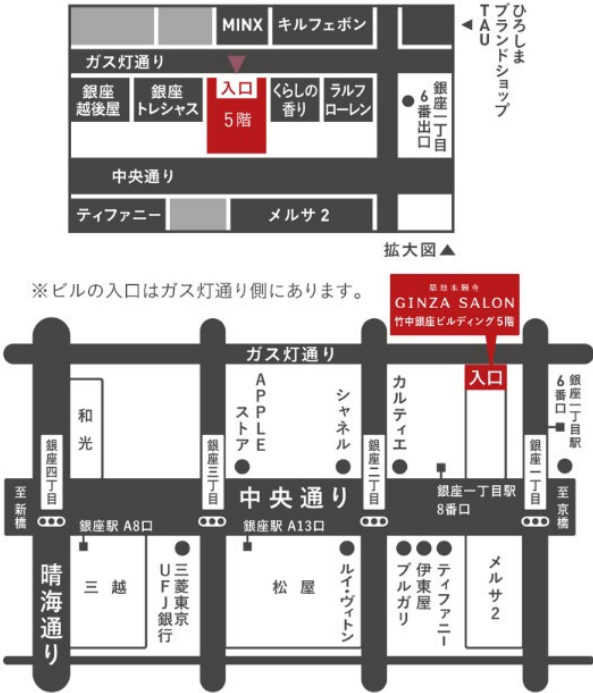 MINX
キルフェボン
ひろしま
ブランドショップ
TAU
ガス灯通り
銀座
越後屋
銀座
トレシャス
入口
5階
くらしの
香り
ラルフ
ローレン
銀座一丁目
6番出口
中央通り
ティファニー
メルサ2
拡大図▲
※ビルの入口はガス灯通り側にあります。
築地本願寺
GINZA SALON
竹中銀座ビルディング5階
ガス灯通り
入口
和光
APPLE
ストア
シャネル
カルティエ
銀座一丁目駅
6番口
銀座四丁目
銀座三丁目
銀座二丁目
銀座一丁目
至新橋
中央通り
銀座一丁目駅
8番口
至京橋
銀座駅 A8口
銀座駅 A13口
晴海通り
三越
三菱東京
UFJ銀行
松屋
ルイ・ヴィトン
ブルガリ
伊東屋
ティファニー
メルサ2